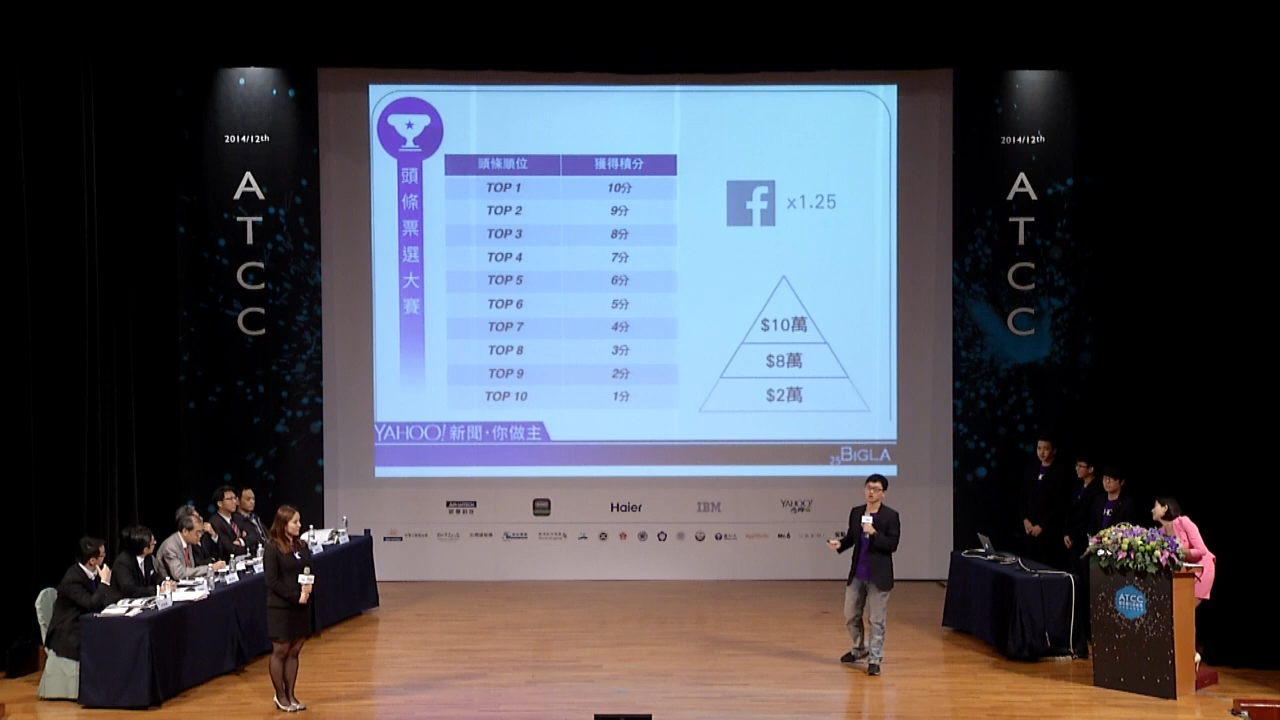 2014/12th
ATCC
頭條票選大賽
頭條順位 獲得積分
TOP 1 10分
TOP 2 9分
TOP 3 8分
TOP 4 7分
TOP 5 6分
TOP 6 5分
TOP 7 4分
TOP 8 3分
TOP 9 2分
TOP 10 1分
f x1.25
$10萬
$8萬
$2萬
YAHOO! 新聞・你做主
25 BIGLA
2014/12th
ATCC
Haier
IBM
YAHOO!
ATCC